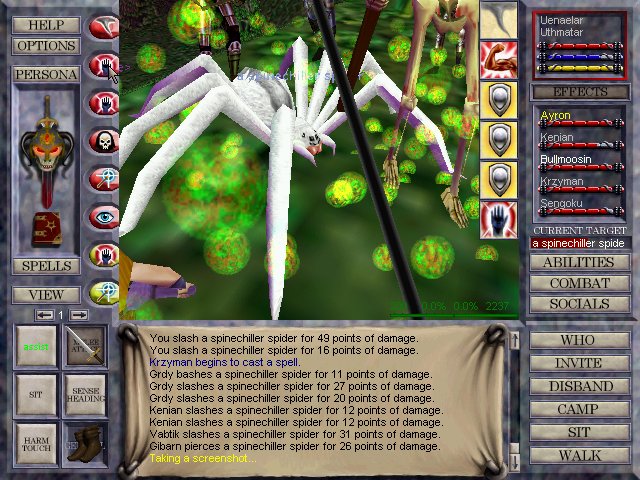 HELP
OPTIONS
PERSONA
SPELLS
VIEW
1
assist
MELEE ATTACK
SIT
SENSE HEADING
HARM TOUCH
0.0% 0.0% 2237
You slash a spinechiller spider for 49 points of damage.
You slash a spinechiller spider for 16 points of damage.
Krzyman begins to cast a spell.
Grdy bashes a spinechiller spider for 11 points of damage.
Grdy slashes a spinechiller spider for 27 points of damage.
Grdy slashes a spinechiller spider for 20 points of damage.
Kenian slashes a spinechiller spider for 12 points of damage.
Kenian slashes a spinechiller spider for 12 points of damage.
Vabtik slashes a spinechiller spider for 31 points of damage.
Gibarn pierces a spinechiller spider for 26 points of damage.
Taking a screenshot...
Uenaelar
Uthmatar
EFFECTS
Ayron
Kenian
Bullmoosin
Krzyman
Sengoku
CURRENT TARGET
a spinechiller spide
ABILITIES
COMBAT
SOCIALS
WHO
INVITE
DISBAND
CAMP
SIT
WALK